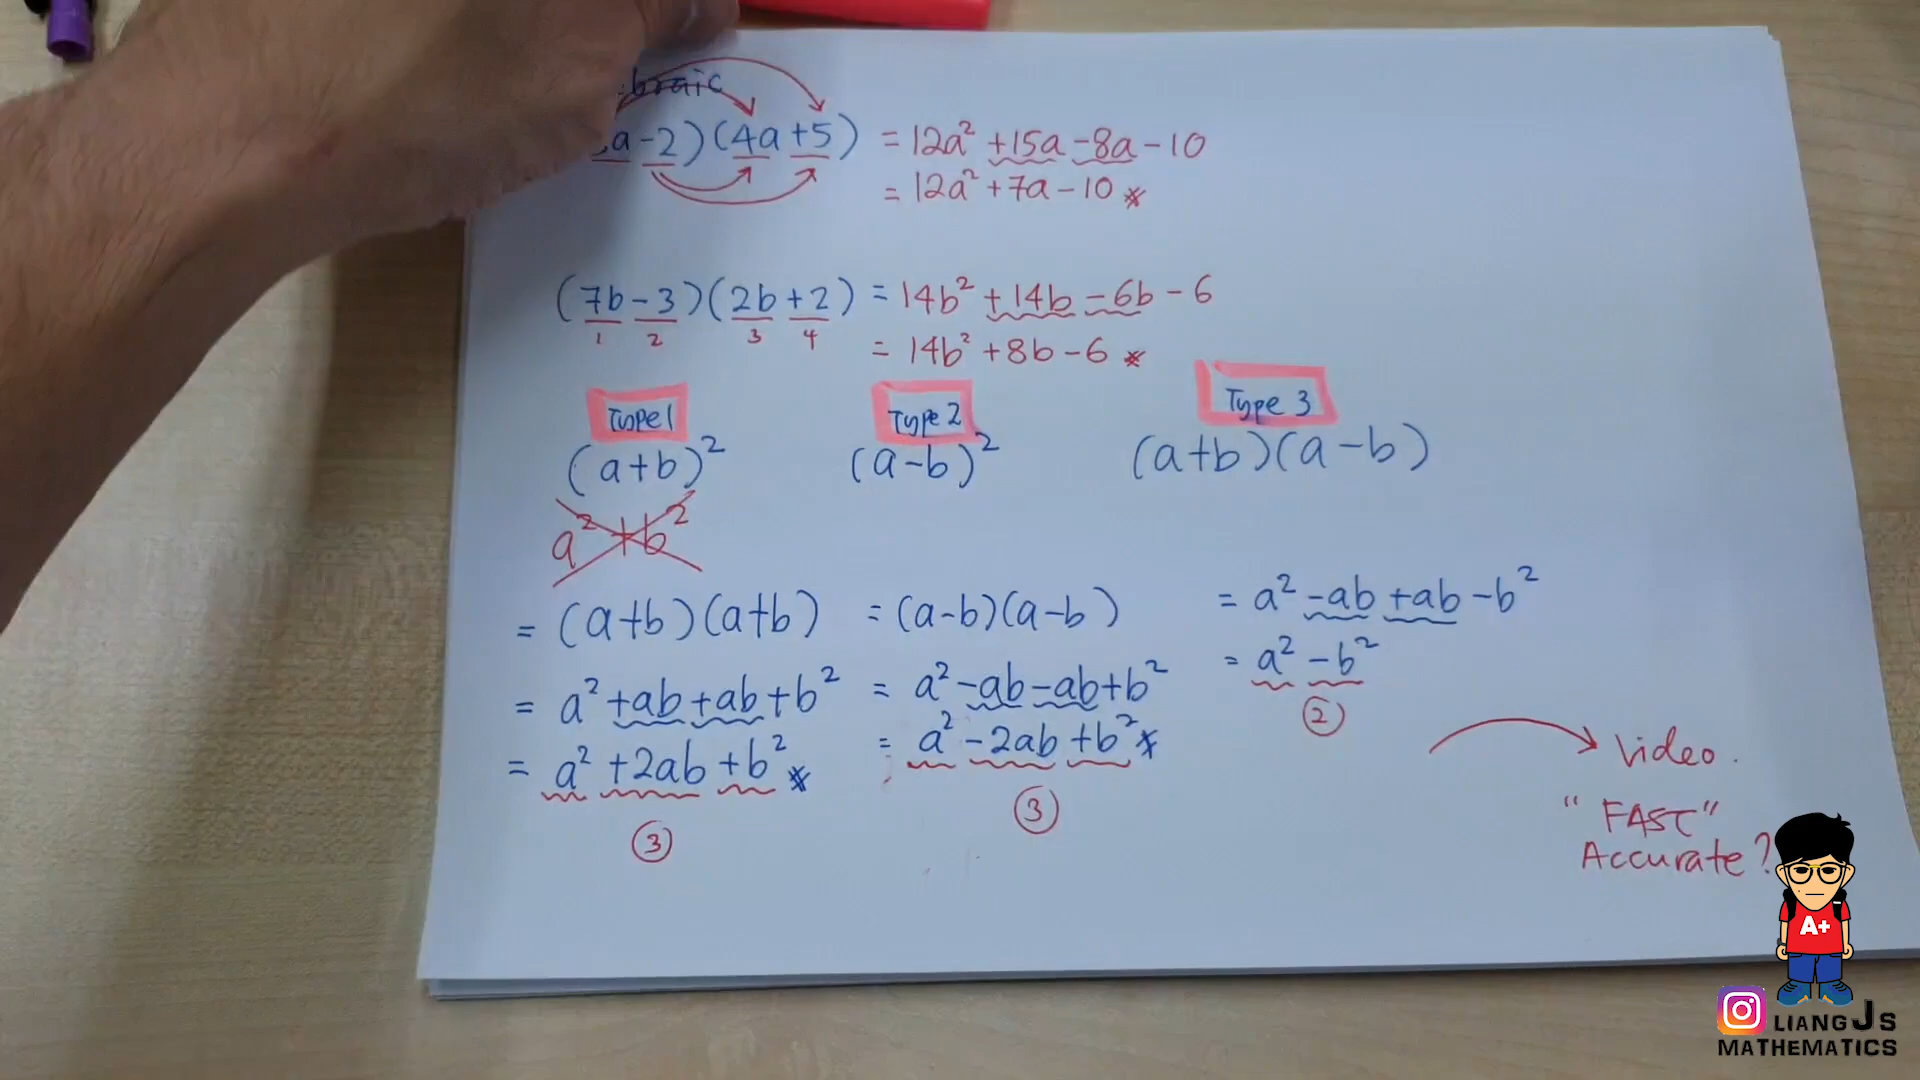 a-2)(4a+5) = 12a² +15a -8a -10
= 12a² +7a -10 *
(7b-3)(2b+2) = 14b² +14b -6b -6
1 2 3 4
= 14b² +8b -6 *
Type 1 Type 2 Type 3
(a+b)² (a-b)² (a+b)(a-b)
a² +b²
= (a+b)(a+b) = (a-b)(a-b) = a² -ab +ab -b²
= a² +ab +ab +b² = a² -ab -ab +b² = a² -b²
= a² +2ab +b² * = a² -2ab +b² * ②
③ ③
Video.
"FAST"
Accurate?
A+
LIANGJS
MATHEMATICS